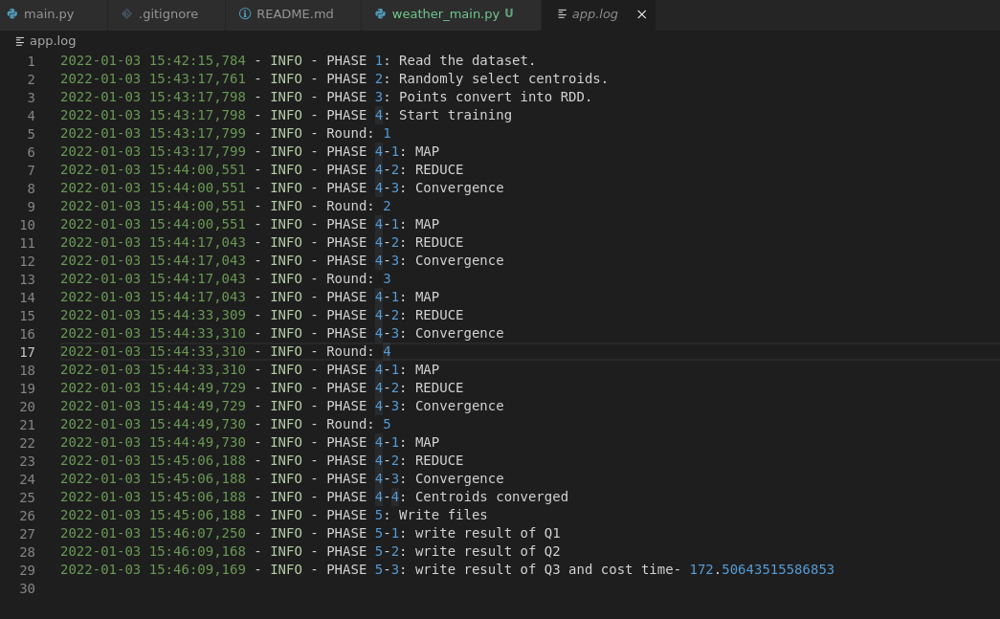 main.py .gitignore README.md weather_main.py U app.log
app.log
1 2022-01-03 15:42:15,784 - INFO - PHASE 1: Read the dataset.
2 2022-01-03 15:43:17,761 - INFO - PHASE 2: Randomly select centroids.
3 2022-01-03 15:43:17,798 - INFO - PHASE 3: Points convert into RDD.
4 2022-01-03 15:43:17,798 - INFO - PHASE 4: Start training
5 2022-01-03 15:43:17,799 - INFO - Round: 1
6 2022-01-03 15:43:17,799 - INFO - PHASE 4-1: MAP
7 2022-01-03 15:44:00,551 - INFO - PHASE 4-2: REDUCE
8 2022-01-03 15:44:00,551 - INFO - PHASE 4-3: Convergence
9 2022-01-03 15:44:00,551 - INFO - Round: 2
10 2022-01-03 15:44:00,551 - INFO - PHASE 4-1: MAP
11 2022-01-03 15:44:17,043 - INFO - PHASE 4-2: REDUCE
12 2022-01-03 15:44:17,043 - INFO - PHASE 4-3: Convergence
13 2022-01-03 15:44:17,043 - INFO - Round: 3
14 2022-01-03 15:44:17,043 - INFO - PHASE 4-1: MAP
15 2022-01-03 15:44:33,309 - INFO - PHASE 4-2: REDUCE
16 2022-01-03 15:44:33,310 - INFO - PHASE 4-3: Convergence
17 2022-01-03 15:44:33,310 - INFO - Round: 4
18 2022-01-03 15:44:33,310 - INFO - PHASE 4-1: MAP
19 2022-01-03 15:44:49,729 - INFO - PHASE 4-2: REDUCE
20 2022-01-03 15:44:49,729 - INFO - PHASE 4-3: Convergence
21 2022-01-03 15:44:49,730 - INFO - Round: 5
22 2022-01-03 15:44:49,730 - INFO - PHASE 4-1: MAP
23 2022-01-03 15:45:06,188 - INFO - PHASE 4-2: REDUCE
24 2022-01-03 15:45:06,188 - INFO - PHASE 4-3: Convergence
25 2022-01-03 15:45:06,188 - INFO - PHASE 4-4: Centroids converged
26 2022-01-03 15:45:06,188 - INFO - PHASE 5: Write files
27 2022-01-03 15:46:07,250 - INFO - PHASE 5-1: write result of Q1
28 2022-01-03 15:46:09,168 - INFO - PHASE 5-2: write result of Q2
29 2022-01-03 15:46:09,169 - INFO - PHASE 5-3: write result of Q3 and cost time- 172.50643515586853
30